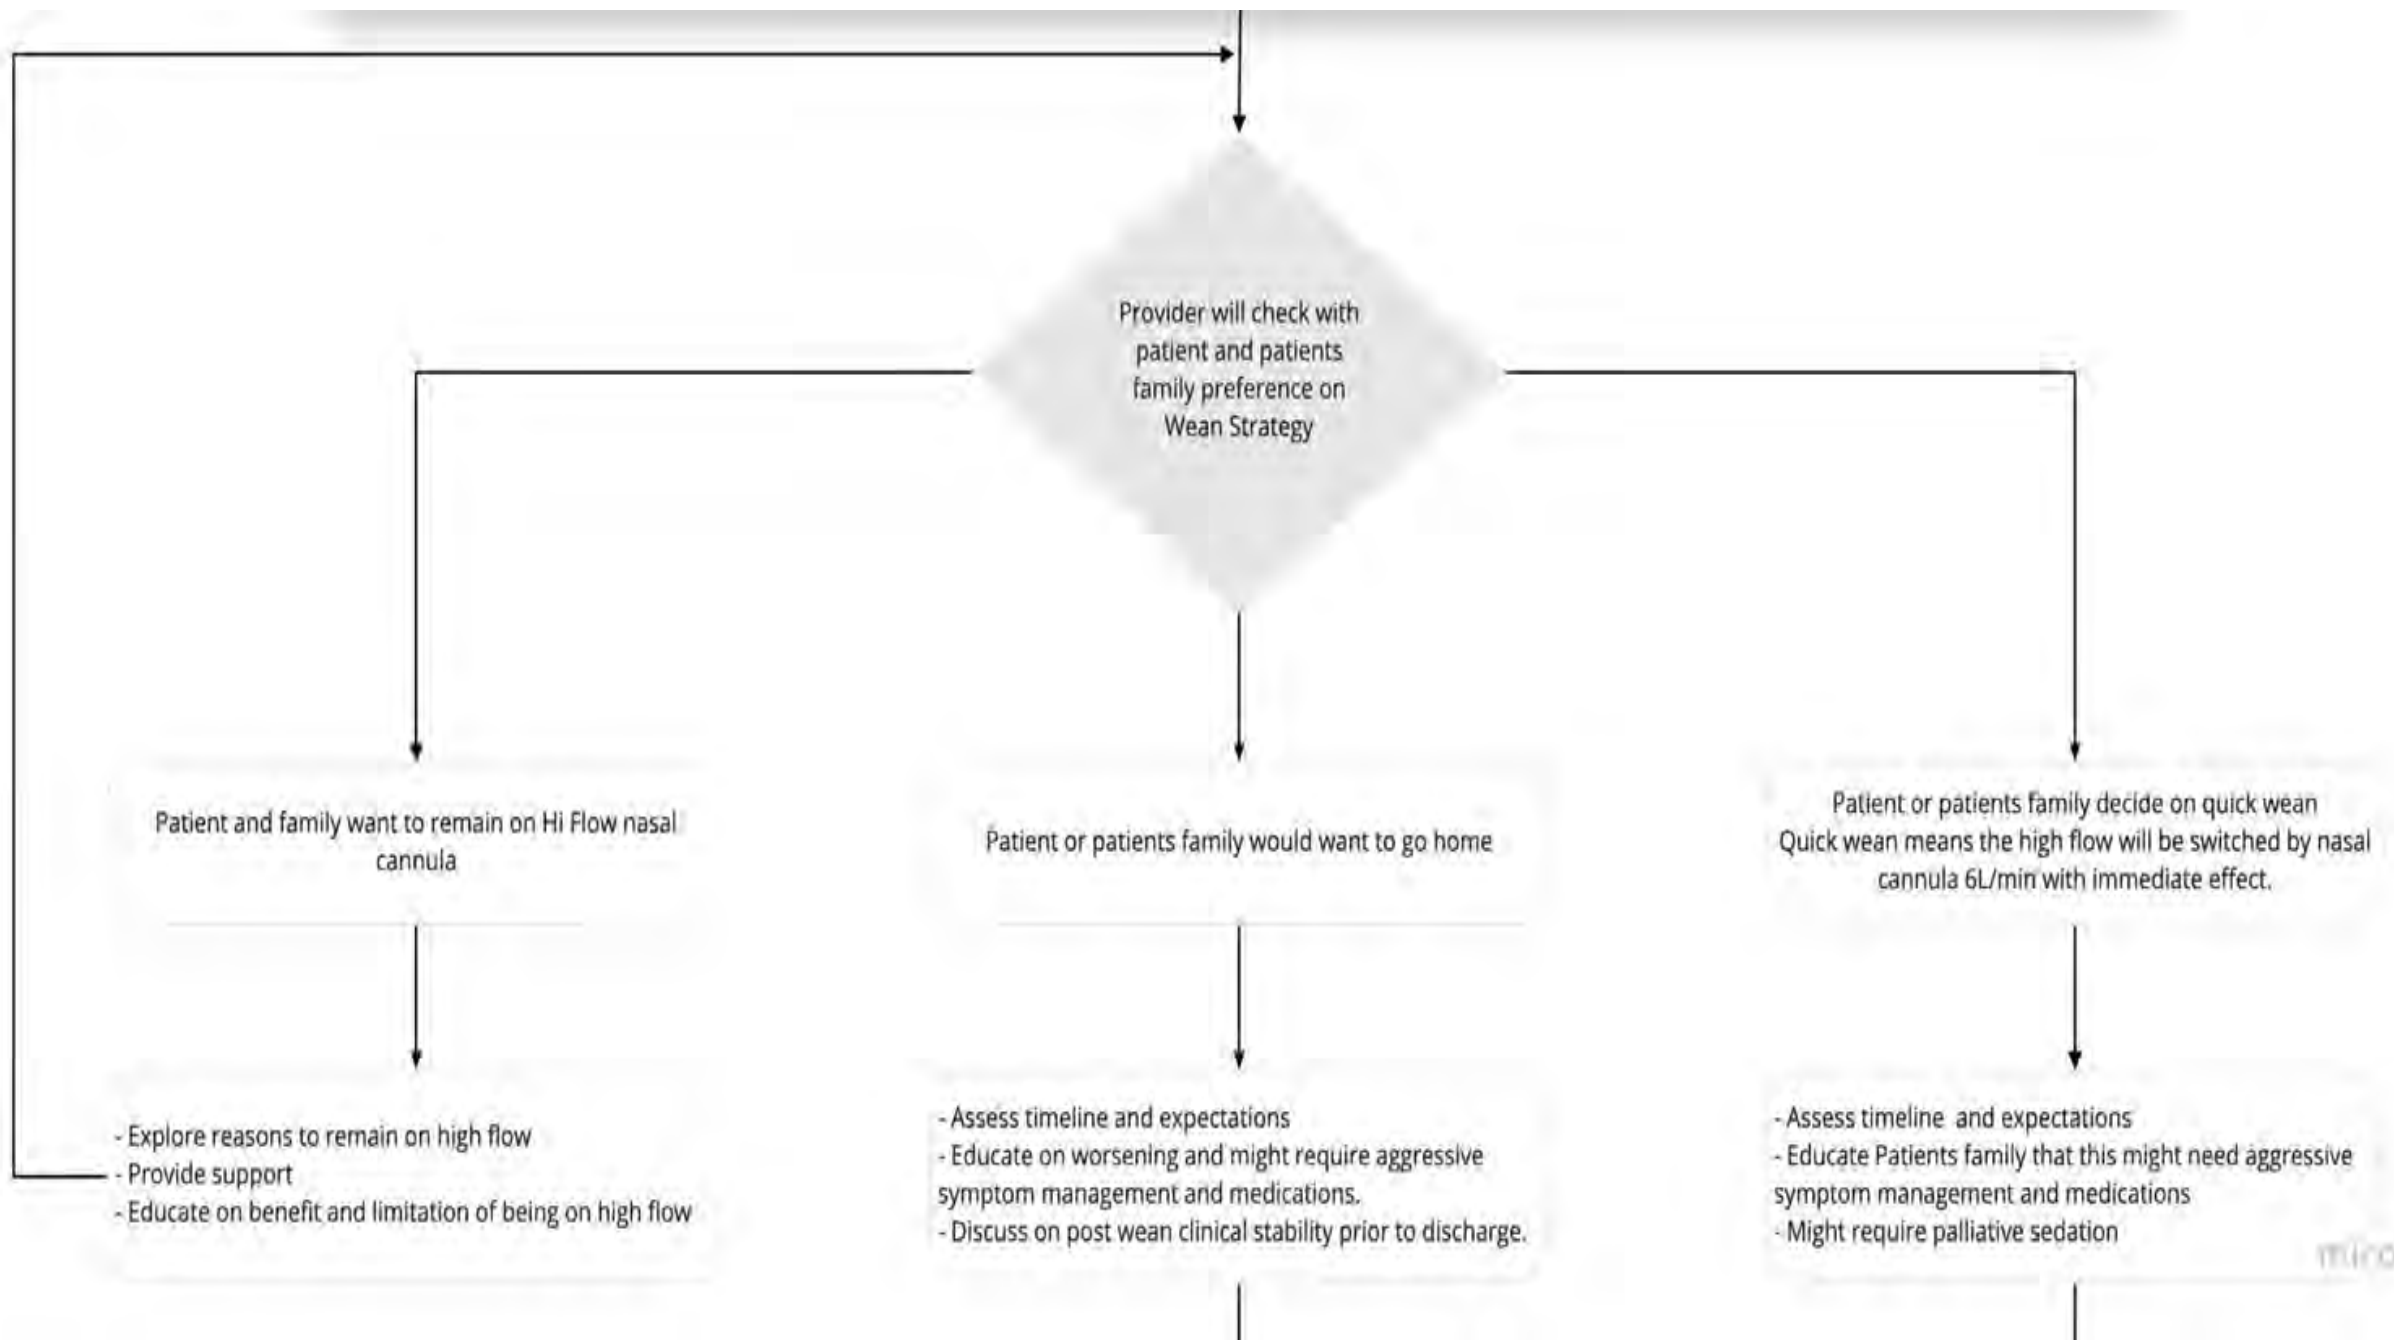 Provider will check with
patient and patients
family preference on
Wean Strategy
Patient and family want to remain on Hi Flow nasal
cannula
Patient or patients family would want to go home
Patient or patients family decide on quick wean
Quick wean means the high flow will be switched by nasal
cannula 6L/min with immediate effect.
- Explore reasons to remain on high flow
- Provide support
- Educate on benefit and limitation of being on high flow
- Assess timeline and expectations
- Educate on worsening and might require aggressive
symptom management and medications.
- Discuss on post wean clinical stability prior to discharge.
- Assess timeline  and expectations
- Educate Patients family that this might need aggressive
symptom management and medications
- Might require palliative sedation
miro